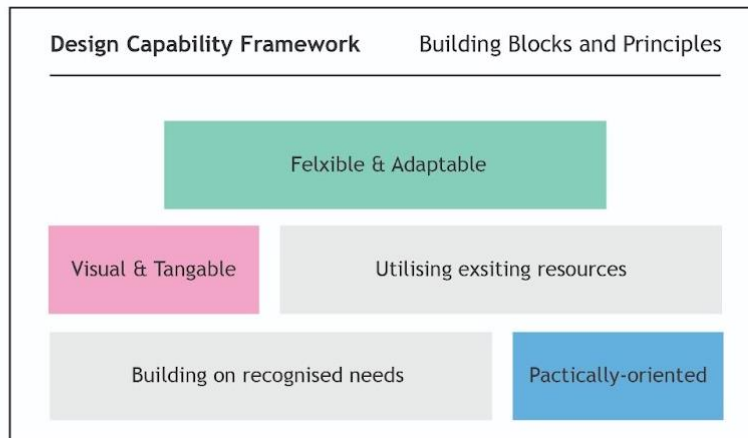 Design Capability Framework
Building Blocks and Principles
Felxible & Adaptable
Visual & Tangable
Utilising exsiting resources
Building on recognised needs
Pactically-oriented